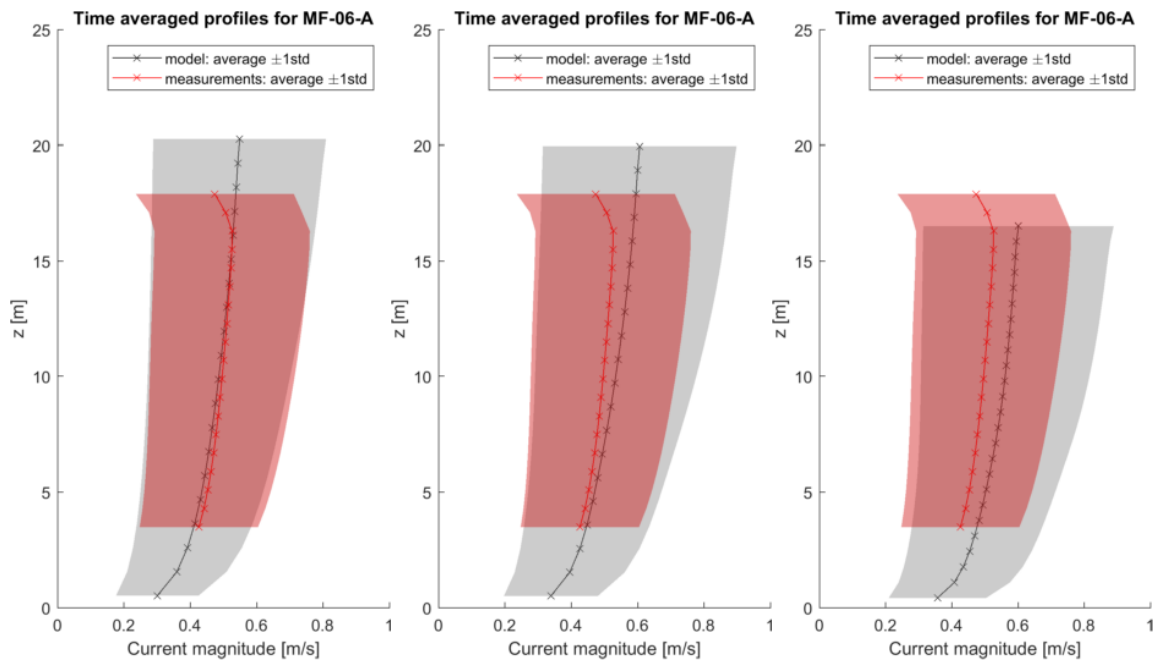 Time averaged profiles for MF-06-A
25
20
15
10
5
0
z [m]
model: average ±1std
measurements: average ±1std
0 0.2 0.4 0.6 0.8 1
Current magnitude [m/s]
Time averaged profiles for MF-06-A
25
20
15
10
5
0
z [m]
model: average ±1std
measurements: average ±1std
0 0.2 0.4 0.6 0.8 1
Current magnitude [m/s]
Time averaged profiles for MF-06-A
25
20
15
10
5
0
z [m]
model: average ±1std
measurements: average ±1std
0 0.2 0.4 0.6 0.8 1
Current magnitude [m/s]